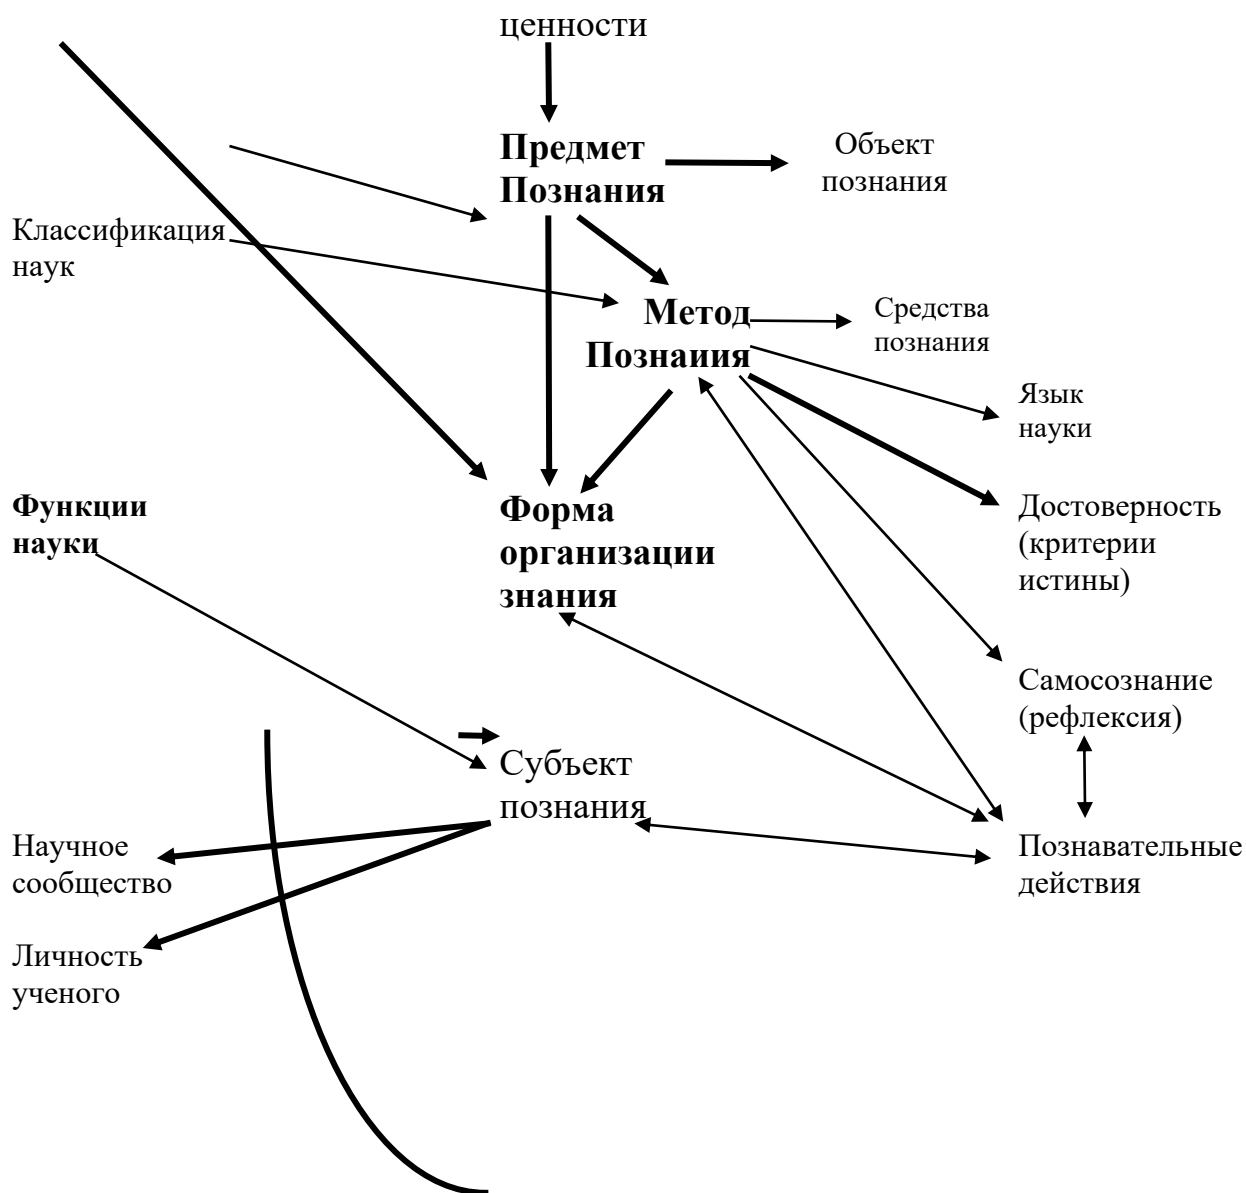 ценности
Предмет
Познания
Объект
познания
Классификация
наук
Метод
Познаиия
Средства
познания
Язык
науки
Функции
науки
Форма
организации
знания
Достоверность
(критерии
истины)
Самосознание
(рефлексия)
Субъект
познания
Научное
сообщество
Познавательные
действия
Личность
ученого